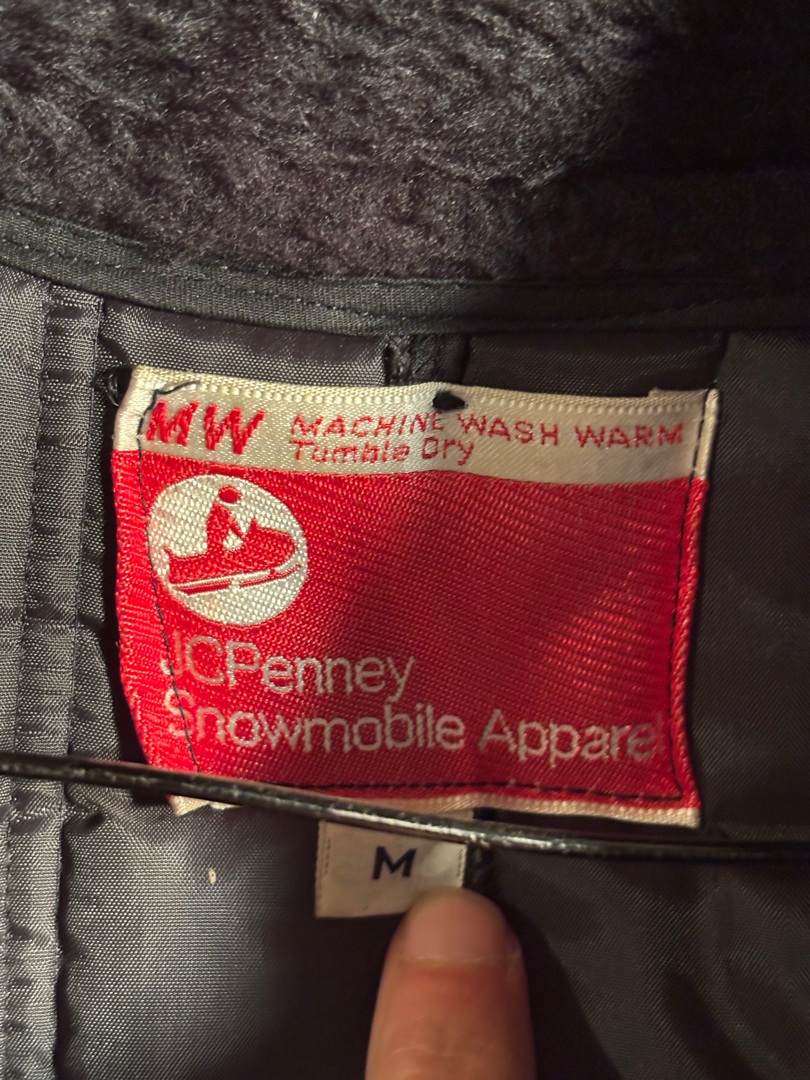 MW MACHINE WASH WARM
Tumble Dry
JCPenney
Snowmobile Apparel
M